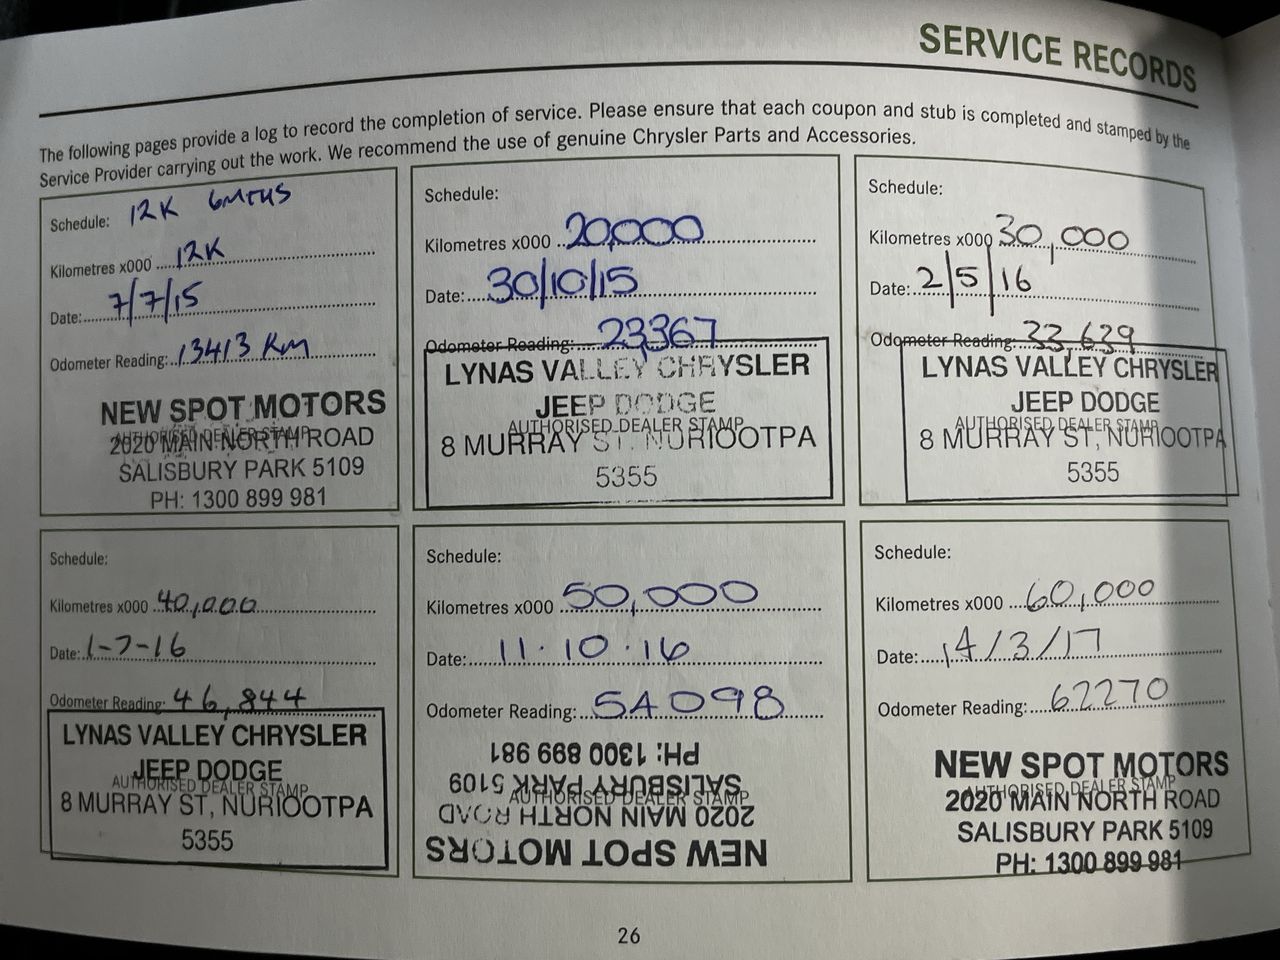 SERVICE RECORDS
The following pages provide a log to record the completion of service. Please ensure that each coupon and stub is completed and stamped by the
Service Provider carrying out the work. We recommend the use of genuine Chrysler Parts and Accessories.
Schedule: 12K 6MTHS
Kilometres x000 12K
Date: 7/7/15
Odometer Reading: 13413 Km
NEW SPOT MOTORS
AUTHORISED DEALER STAMP
2020 MAIN NORTH ROAD
SALISBURY PARK 5109
PH: 1300 899 981
Schedule:
Kilometres x000 20,000
Date: 30/10/15
Odometer Reading: 23,367
LYNAS VALLEY CHRYSLER
JEEP DODGE
AUTHORISED DEALER STAMP
8 MURRAY ST, NURIOOTPA
5355
Schedule:
Kilometres x000 30,000
Date: 2/5/16
Odometer Reading: 33,639
LYNAS VALLEY CHRYSLER
JEEP DODGE
AUTHORISED DEALER STAMP
8 MURRAY ST, NURIOOTPA
5355
Schedule:
Kilometres x000 40,000
Date: 1-7-16
Odometer Reading: 46,844
LYNAS VALLEY CHRYSLER
JEEP DODGE
AUTHORISED DEALER STAMP
8 MURRAY ST, NURIOOTPA
5355
Schedule:
Kilometres x000 50,000
Date: 11.10.16
Odometer Reading: 54098
NEW SPOT MOTORS
2020 MAIN NORTH ROAD
AUTHORISED DEALER STAMP
SALISBURY PARK 5109
PH: 1300 899 981
Schedule:
Kilometres x000 60,000
Date: 14/3/17
Odometer Reading: 62270
NEW SPOT MOTORS
AUTHORISED DEALER STAMP
2020 MAIN NORTH ROAD
SALISBURY PARK 5109
PH: 1300 899 981
26